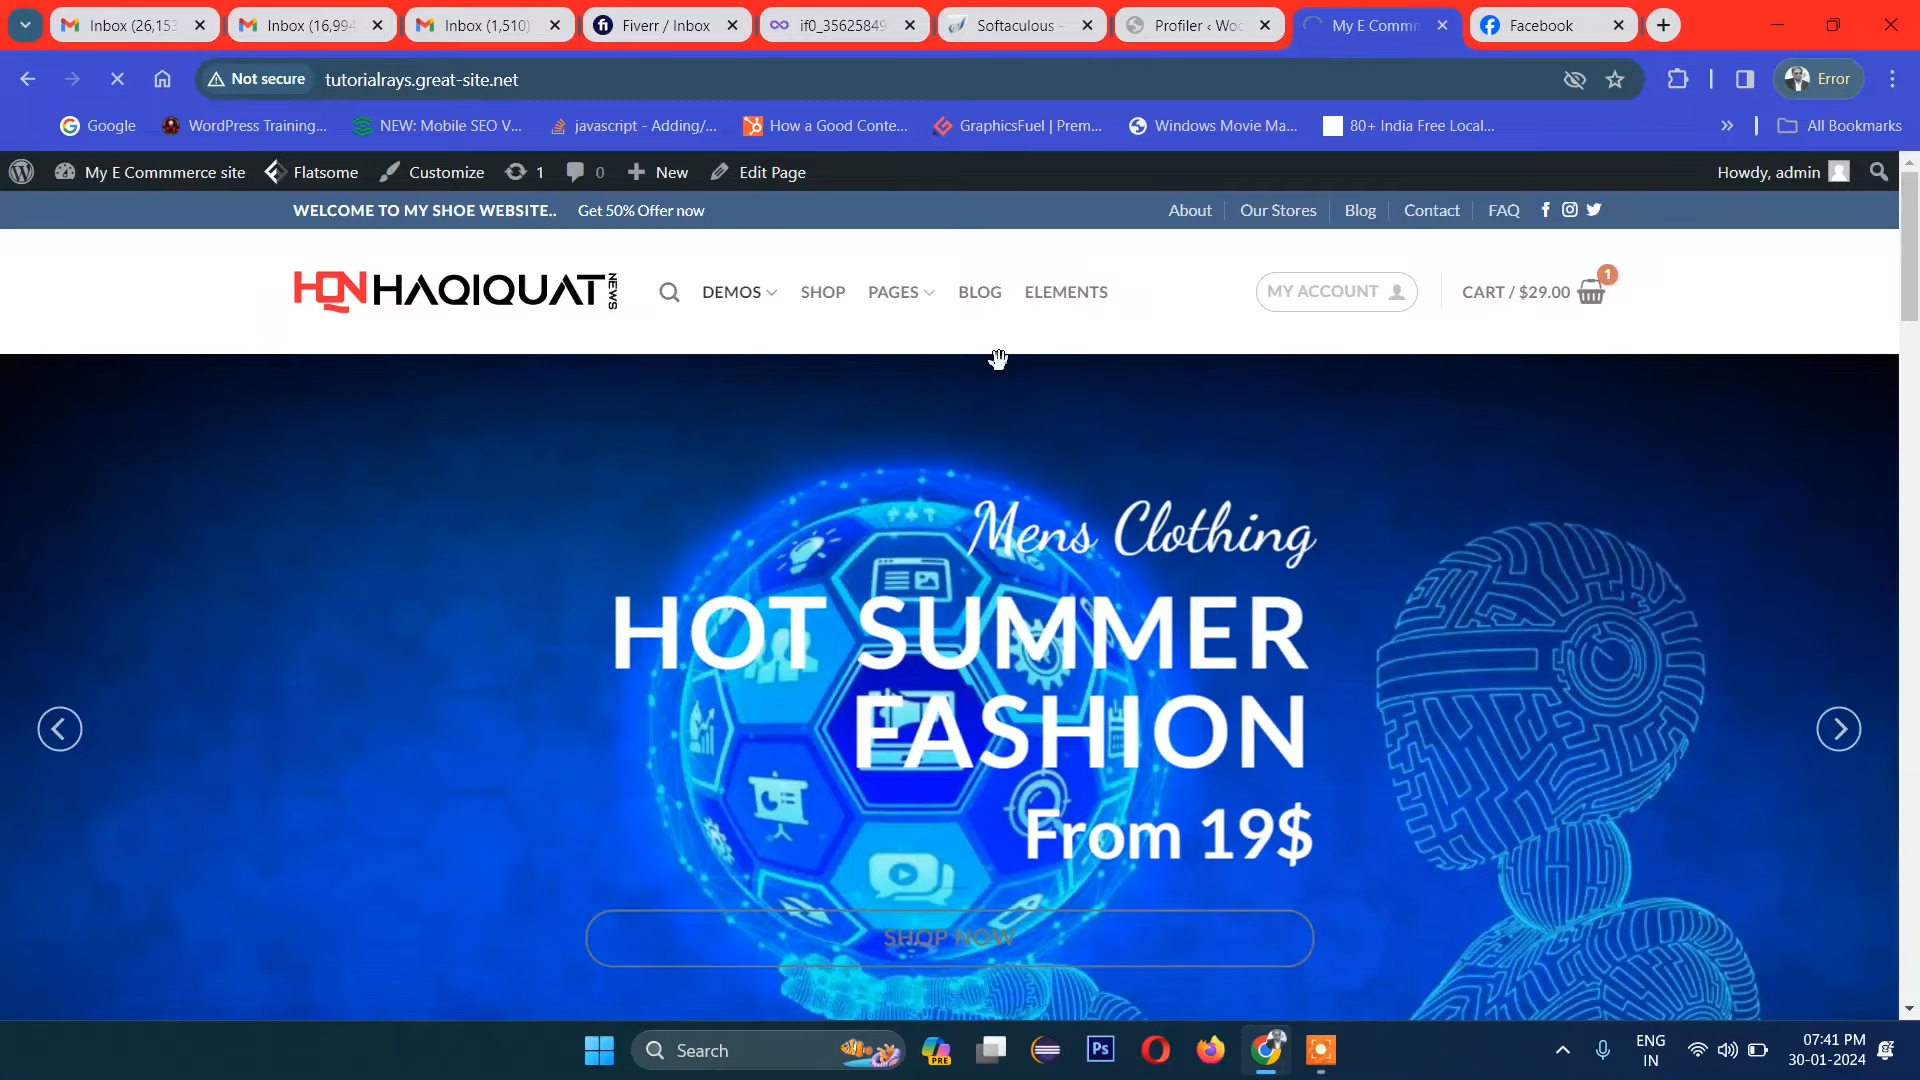 Inbox (26,153
Inbox (16,994
Inbox (1,510)
Fiverr / Inbox
if0_35625849
Softaculous -
Profiler ‹ Woo
My E Comm
Facebook
Not secure
tutorialrays.great-site.net
Error
Google
WordPress Training...
NEW: Mobile SEO V...
javascript - Adding/...
How a Good Conte...
GraphicsFuel | Prem...
Windows Movie Ma...
80+ India Free Local...
»
All Bookmarks
My E Commmerce site
Flatsome
Customize
1
0
New
Edit Page
Howdy, admin
WELCOME TO MY SHOE WEBSITE..
Get 50% Offer now
About
Our Stores
Blog
Contact
FAQ
HQN HAQIQUAT NEWS
DEMOS
SHOP
PAGES
BLOG
ELEMENTS
MY ACCOUNT
CART / $29.00
1
Mens Clothing
HOT SUMMER
FASHION
From 19$
SHOP NOW
Search
PRE
Ps
ENG
IN
07:41 PM
30-01-2024